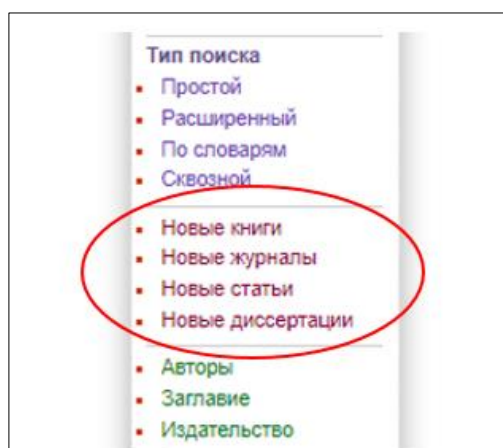 Тип поиска
Простой
Расширенный
По словарям
Сквозной
Новые книги
Новые журналы
Новые статьи
Новые диссертации
Авторы
Заглавие
Издательство